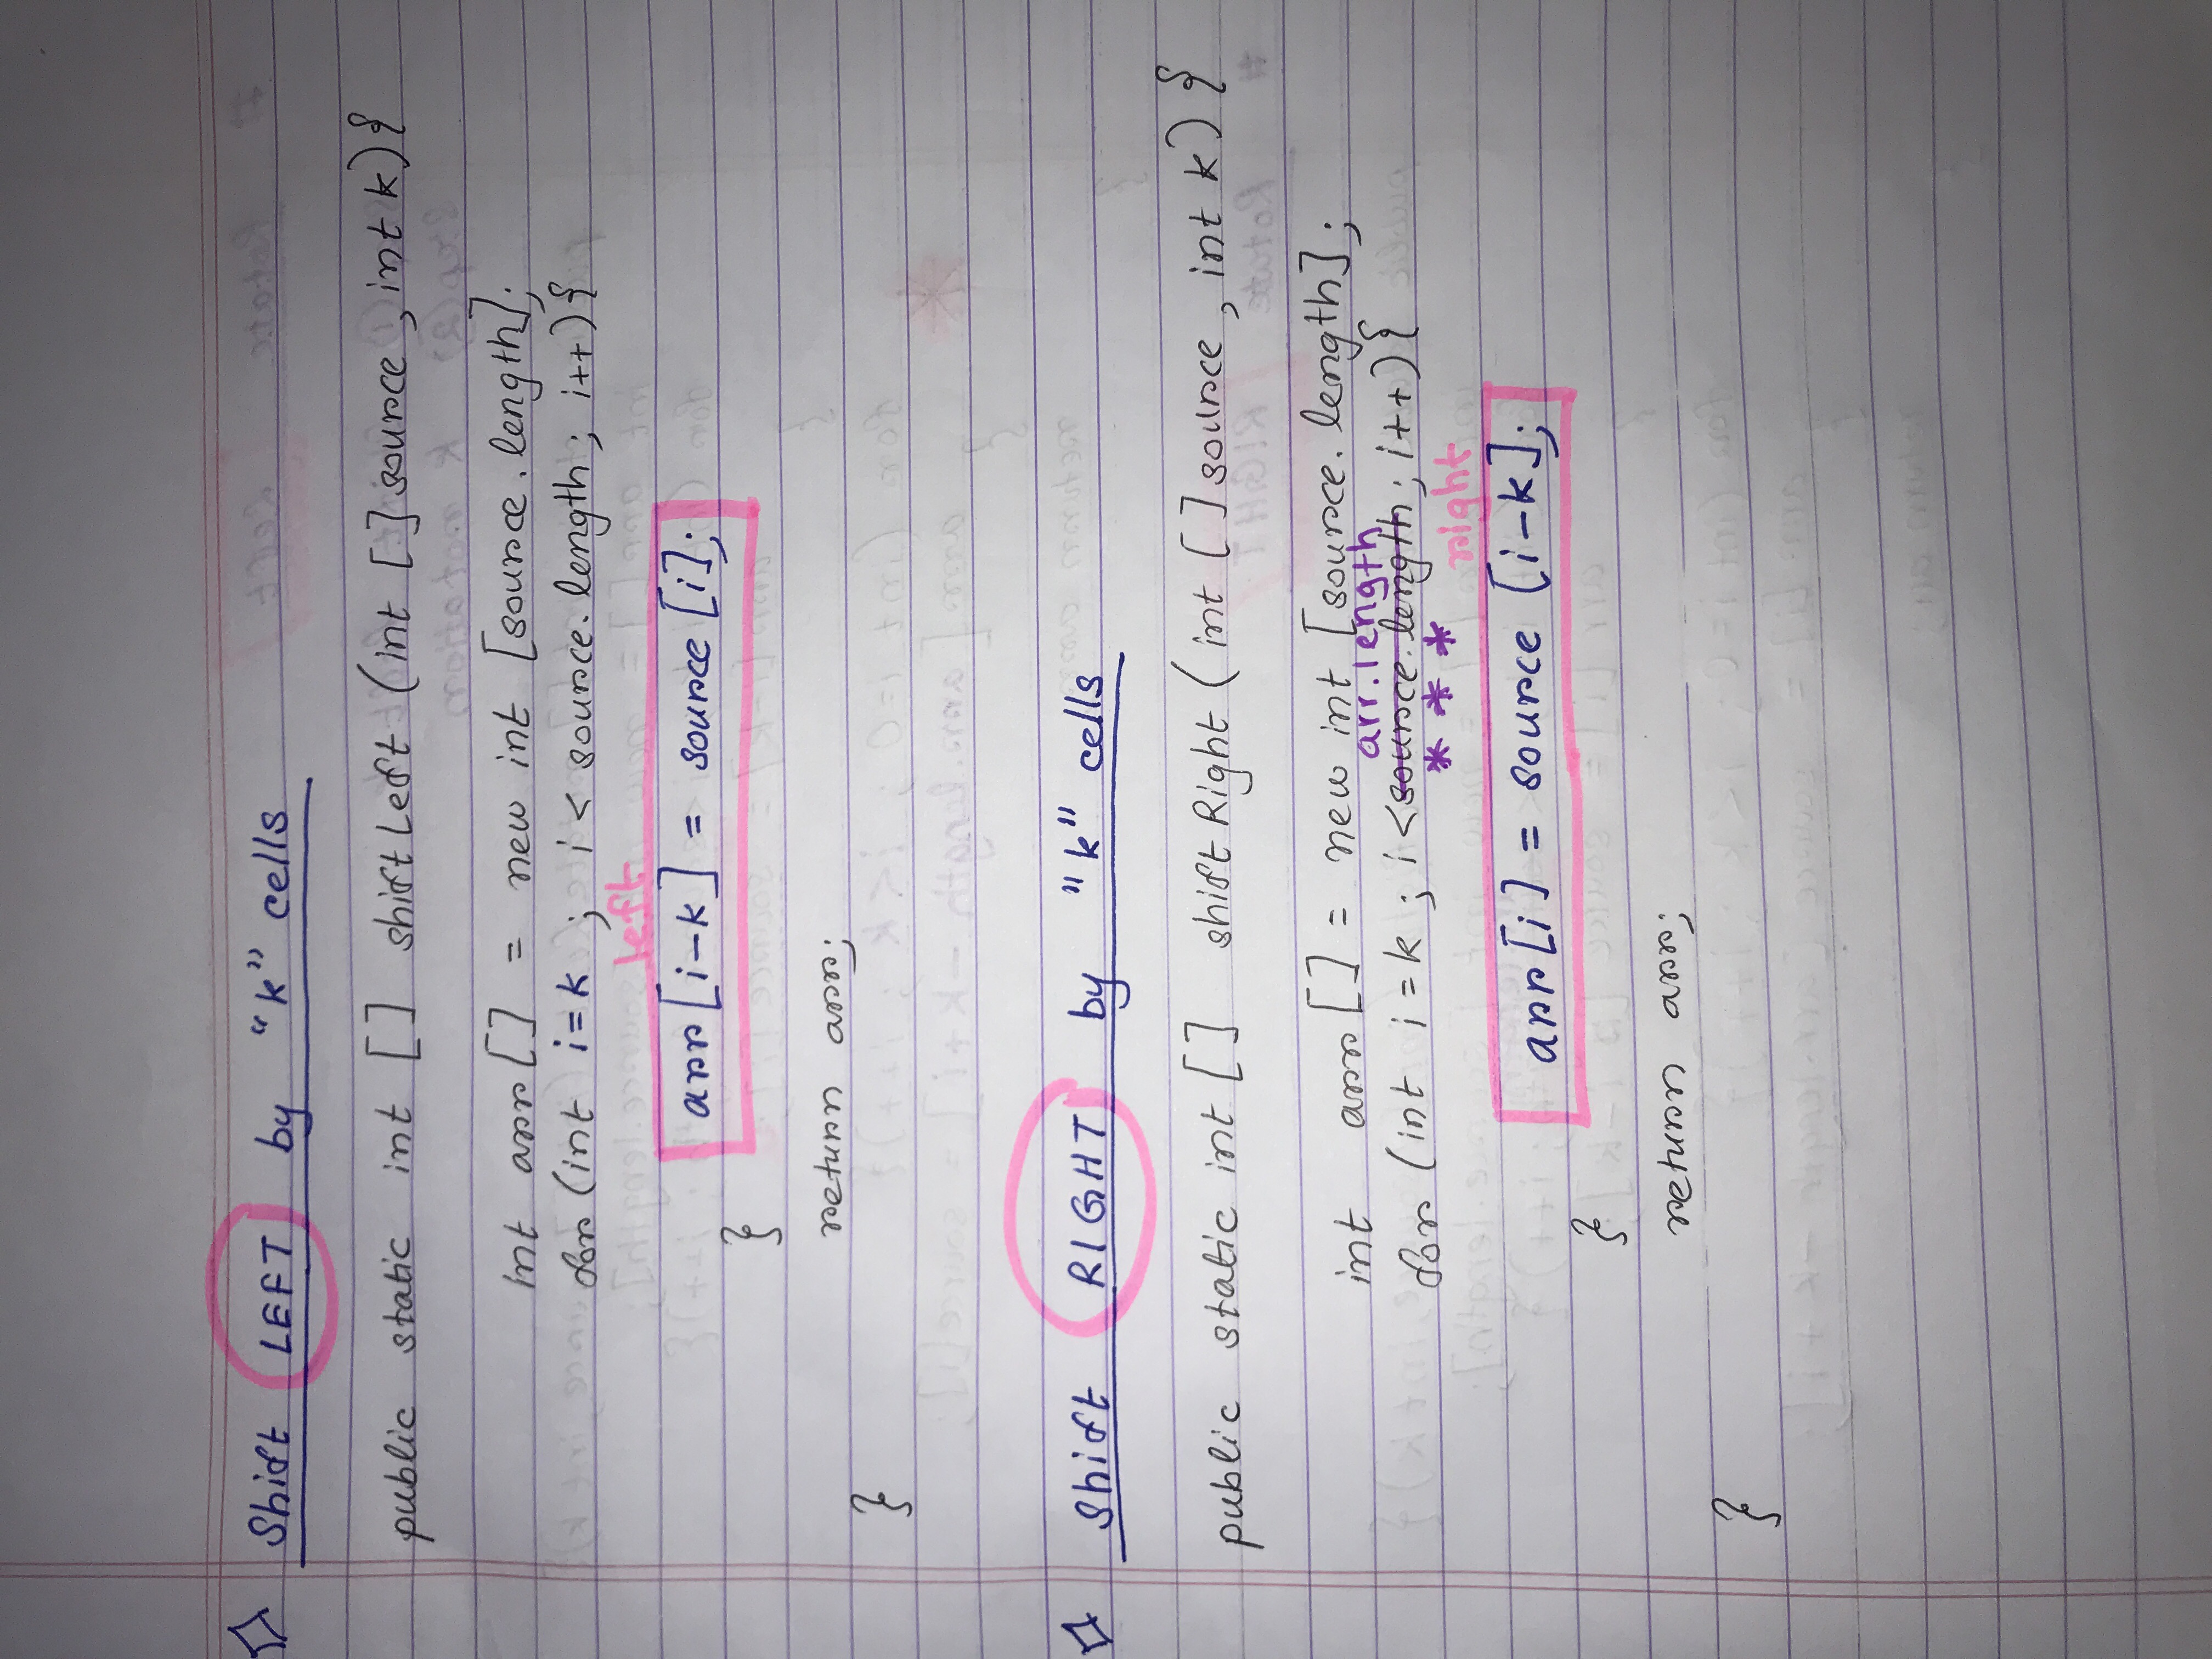 Shift LEFT by "k" cells
public static int [] shiftLeft (int [] source, int k){
int arr[] = new int [source.length];
for (int i=k ; i < source.length; i++){
left
arr[i-k] = source [i];
}
return arr;
}
Shift RIGHT by "k" cells
public static int [] shiftRight (int [] source, int k) {
int arr[] = new int [source.length];
arr.length
for (int i=k ; i < source.length; i++){
* * *
right
arr[i] = source [i-k];
}
return arr;
}